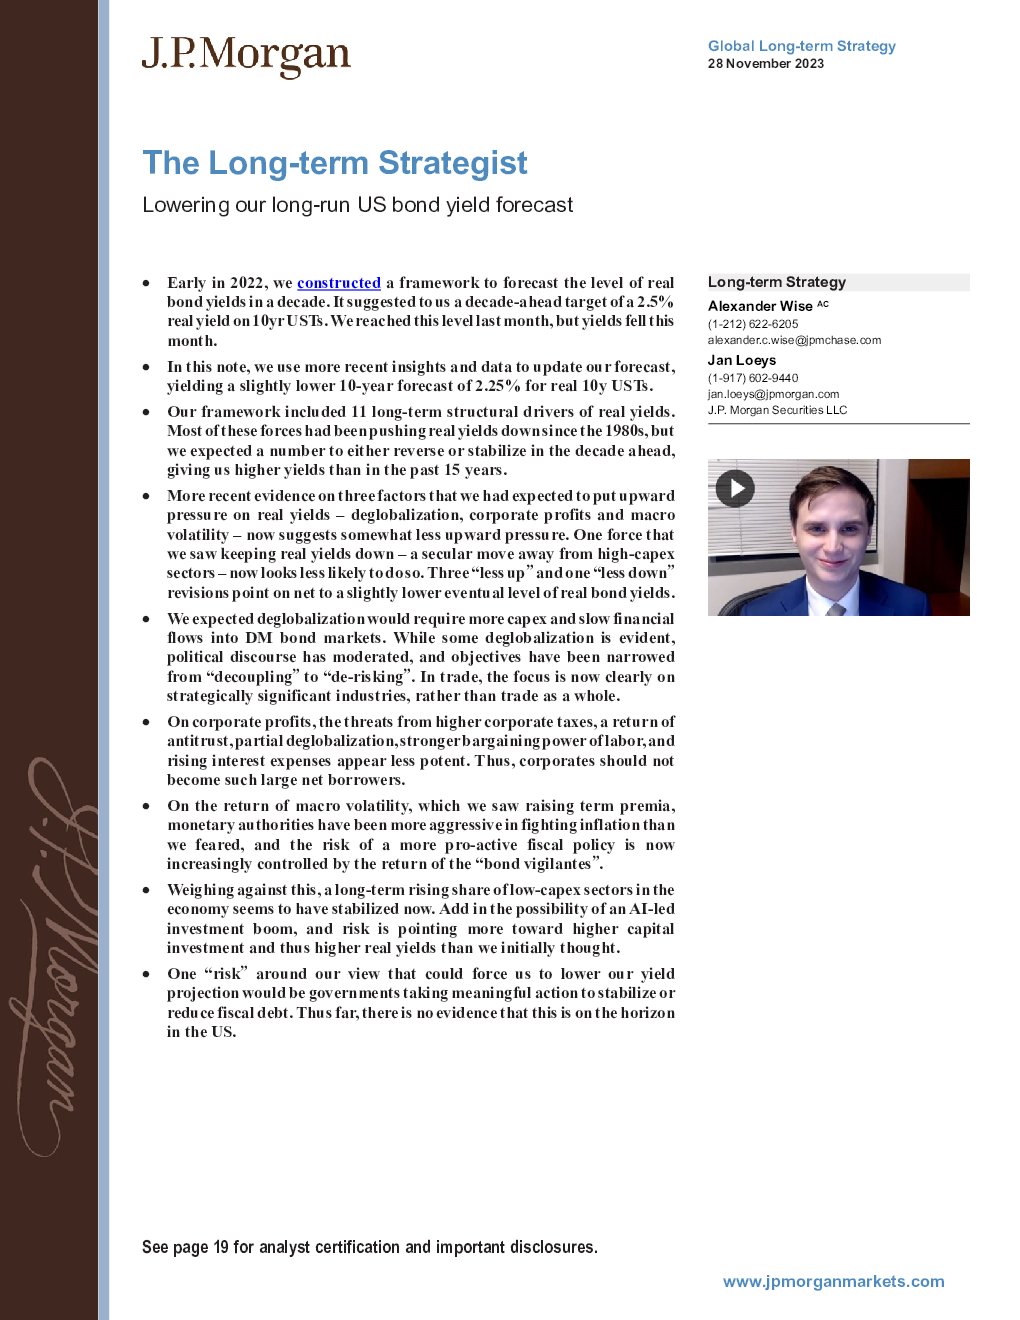 J.P.Morgan
Global Long-term Strategy
28 November 2023
The Long-term Strategist
Lowering our long-run US bond yield forecast
• Early in 2022, we constructed a framework to forecast the level of real
bond yields in a decade. It suggested to us a decade-ahead target of a 2.5%
real yield on 10yr USTs. We reached this level last month, but yields fell this
month.
• In this note, we use more recent insights and data to update our forecast,
yielding a slightly lower 10-year forecast of 2.25% for real 10y USTs.
• Our framework included 11 long-term structural drivers of real yields.
Most of these forces had been pushing real yields down since the 1980s, but
we expected a number to either reverse or stabilize in the decade ahead,
giving us higher yields than in the past 15 years.
• More recent evidence on three factors that we had expected to put upward
pressure on real yields – deglobalization, corporate profits and macro
volatility – now suggests somewhat less upward pressure. One force that
we saw keeping real yields down – a secular move away from high-capex
sectors – now looks less likely to do so. Three “less up” and one “less down”
revisions point on net to a slightly lower eventual level of real bond yields.
• We expected deglobalization would require more capex and slow financial
flows into DM bond markets. While some deglobalization is evident,
political discourse has moderated, and objectives have been narrowed
from “decoupling” to “de-risking”. In trade, the focus is now clearly on
strategically significant industries, rather than trade as a whole.
• On corporate profits, the threats from higher corporate taxes, a return of
antitrust, partial deglobalization, stronger bargaining power of labor, and
rising interest expenses appear less potent. Thus, corporates should not
become such large net borrowers.
• On the return of macro volatility, which we saw raising term premia,
monetary authorities have been more aggressive in fighting inflation than
we feared, and the risk of a more pro-active fiscal policy is now
increasingly controlled by the return of the “bond vigilantes”.
• Weighing against this, a long-term rising share of low-capex sectors in the
economy seems to have stabilized now. Add in the possibility of an AI-led
investment boom, and risk is pointing more toward higher capital
investment and thus higher real yields than we initially thought.
• One “risk” around our view that could force us to lower our yield
projection would be governments taking meaningful action to stabilize or
reduce fiscal debt. Thus far, there is no evidence that this is on the horizon
in the US.
Long-term Strategy
Alexander Wise AC
(1-212) 622-6205
alexander.c.wise@jpmchase.com
Jan Loeys
(1-917) 602-9440
jan.loeys@jpmorgan.com
J.P. Morgan Securities LLC
J.P.Morgan
See page 19 for analyst certification and important disclosures.
www.jpmorganmarkets.com